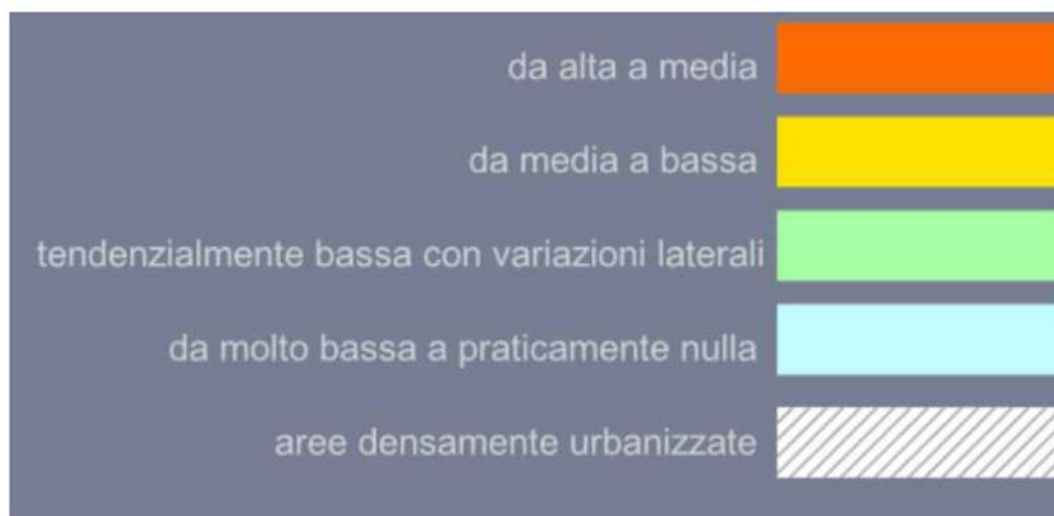 da alta a media
da media a bassa
tendenzialmente bassa con variazioni laterali
da molto bassa a praticamente nulla
aree densamente urbanizzate